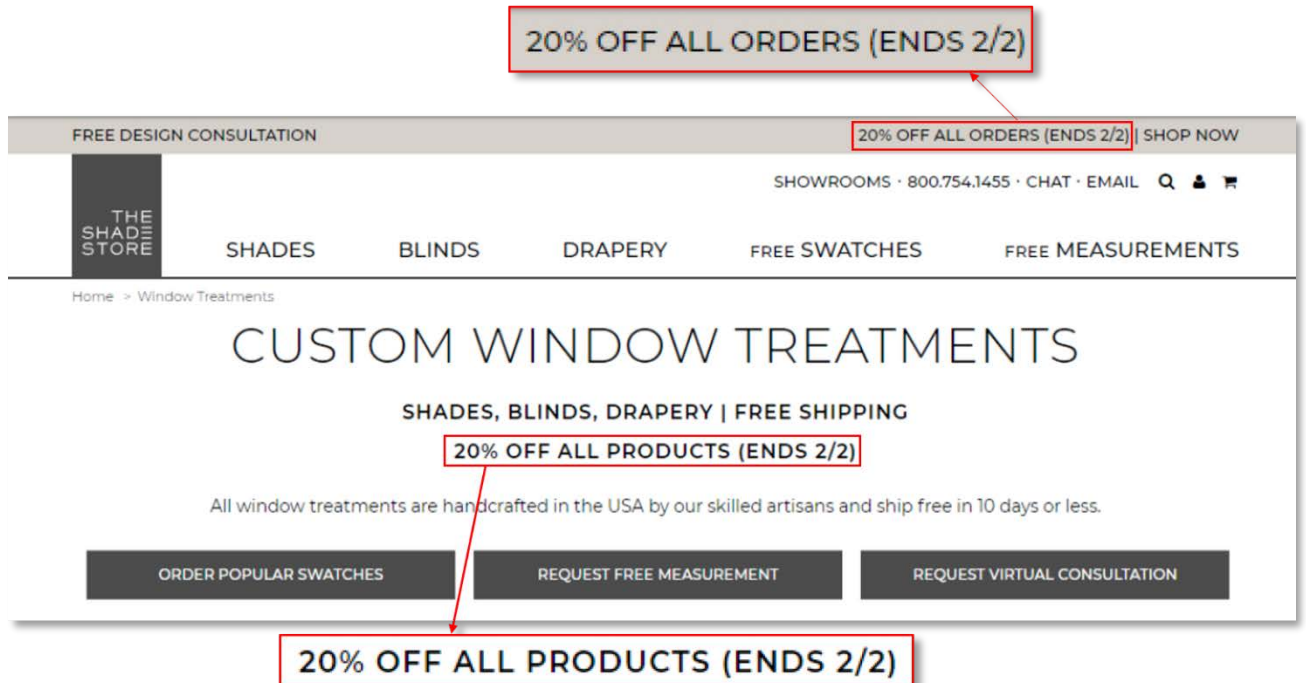 20% OFF ALL ORDERS (ENDS 2/2)
FREE DESIGN CONSULTATION
20% OFF ALL ORDERS (ENDS 2/2) | SHOP NOW
SHOWROOMS · 800.754.1455 · CHAT · EMAIL
THE
SHADE
STORE
SHADES BLINDS DRAPERY FREE SWATCHES FREE MEASUREMENTS
Home > Window Treatments
CUSTOM WINDOW TREATMENTS
SHADES, BLINDS, DRAPERY | FREE SHIPPING
20% OFF ALL PRODUCTS (ENDS 2/2)
All window treatments are handcrafted in the USA by our skilled artisans and ship free in 10 days or less.
ORDER POPULAR SWATCHES
REQUEST FREE MEASUREMENT
REQUEST VIRTUAL CONSULTATION
20% OFF ALL PRODUCTS (ENDS 2/2)